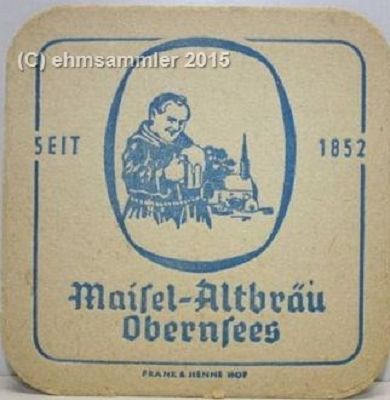 (C) ehmsammler 2015
SEIT 1852
Maisel-Altbräu
Obernsees
FRANK & HENNE HOF